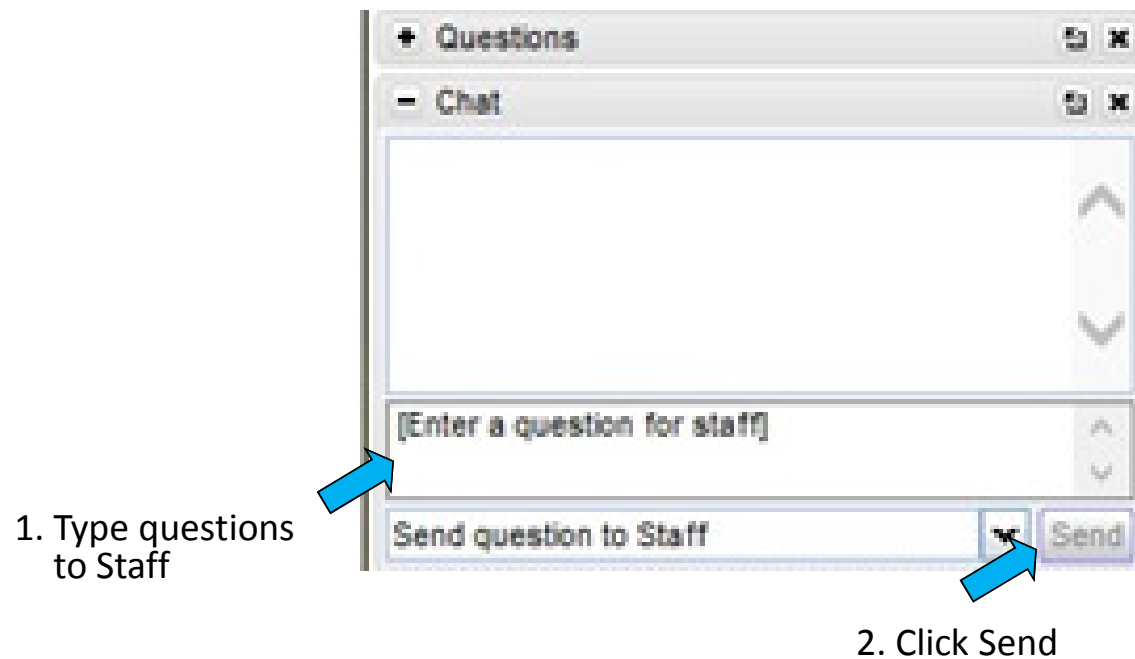 Questions
Chat
[Enter a question for staff]
Send question to Staff
Send
1. Type questions
to Staff
2. Click Send